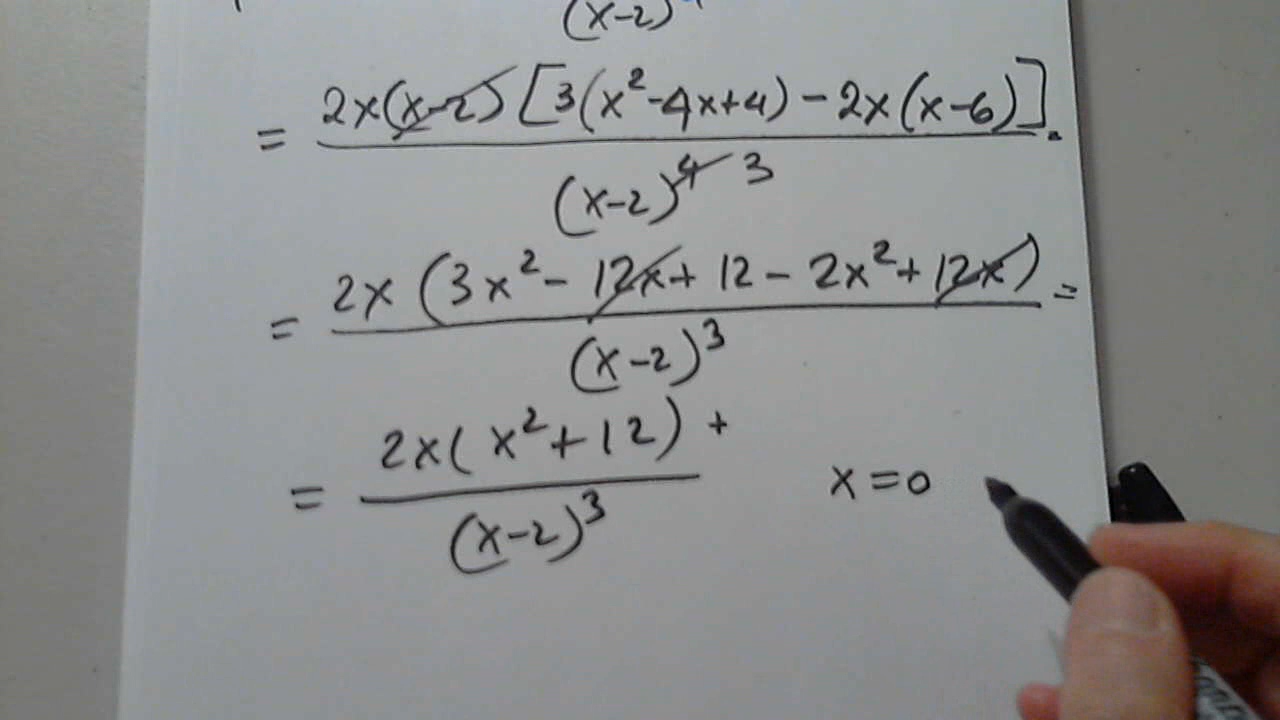 (x-2)
= 2x(x-2) [3(x²-4x+4) - 2x(x-6)]
(x-2)⁴ 3
= 2x (3x² - 12x + 12 - 2x² + 12x) =
(x-2)³
= 2x( x² + 12) +
(x-2)³
x = 0